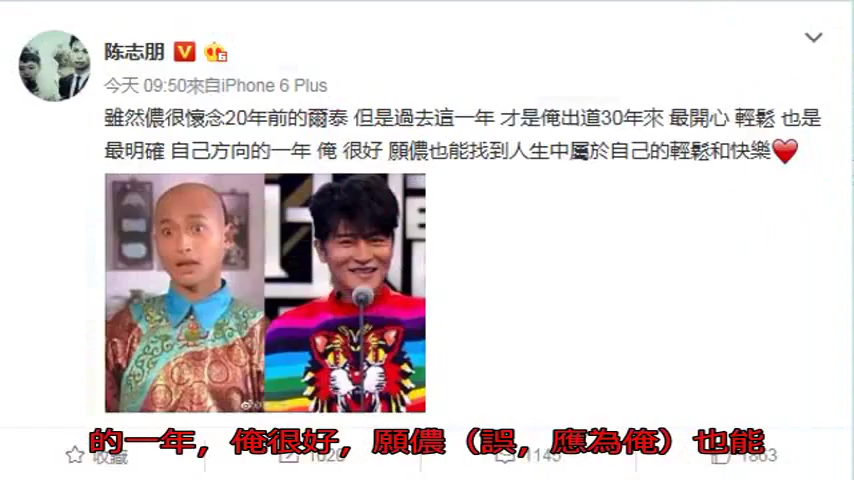 陈志朋
今天 09:50來自iPhone 6 Plus
雖然儂很懷念20年前的爾泰 但是過去這一年 才是俺出道30年來 最開心 輕鬆 也是
最明確 自己方向的一年 俺 很好 願儂也能找到人生中屬於自己的輕鬆和快樂
的一年，俺很好，願儂（誤，應為俺）也能
收藏